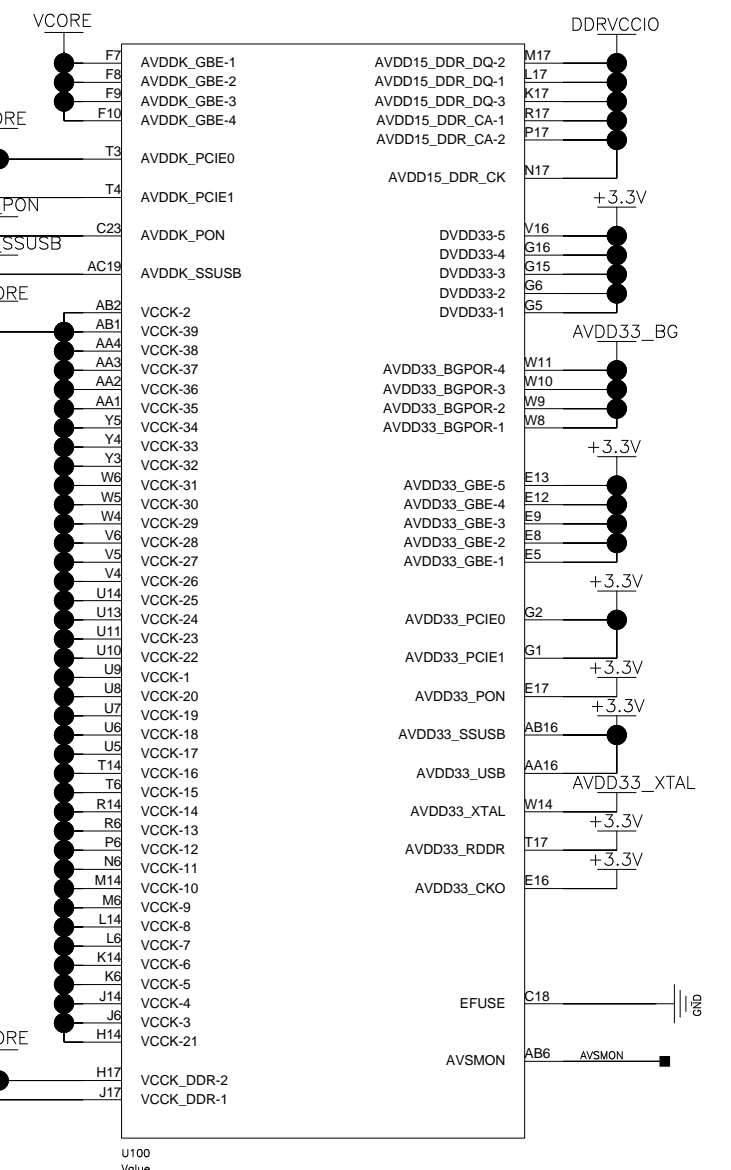 VCORE
DDRVCCIO
F7 AVDDK_GBE-1 AVDD15_DDR_DQ-2 M17
F8 AVDDK_GBE-2 AVDD15_DDR_DQ-1 L17
F9 AVDDK_GBE-3 AVDD15_DDR_DQ-3 K17
F10 AVDDK_GBE-4 AVDD15_DDR_CA-1 R17
ORE
AVDD15_DDR_CA-2 P17
T3 AVDDK_PCIE0
AVDD15_DDR_CK N17
T4 AVDDK_PCIE1
+3.3V
_PON
C23 AVDDK_PON DVDD33-5 V16
_SSUSB
DVDD33-4 G16
AC19 AVDDK_SSUSB DVDD33-3 G15
ORE
DVDD33-2 G6
AB2 VCCK-2 DVDD33-1 G5
AB1 VCCK-39
AVDD33_BG
AA4 VCCK-38
AA3 VCCK-37 AVDD33_BGPOR-4 W11
AA2 VCCK-36 AVDD33_BGPOR-3 W10
AA1 VCCK-35 AVDD33_BGPOR-2 W9
Y5 VCCK-34 AVDD33_BGPOR-1 W8
Y4 VCCK-33
+3.3V
Y3 VCCK-32
W6 VCCK-31 AVDD33_GBE-5 E13
W5 VCCK-30 AVDD33_GBE-4 E12
W4 VCCK-29 AVDD33_GBE-3 E9
V6 VCCK-28 AVDD33_GBE-2 E8
V5 VCCK-27 AVDD33_GBE-1 E5
V4 VCCK-26
+3.3V
U14 VCCK-25
U13 VCCK-24 AVDD33_PCIE0 G2
U11 VCCK-23
U10 VCCK-22 AVDD33_PCIE1 G1
+3.3V
U9 VCCK-1
U8 VCCK-20 AVDD33_PON E17
+3.3V
U7 VCCK-19
U6 VCCK-18 AVDD33_SSUSB AB16
U5 VCCK-17
T14 VCCK-16 AVDD33_USB AA16
AVDD33_XTAL
T6 VCCK-15
R14 VCCK-14 AVDD33_XTAL W14
+3.3V
R6 VCCK-13
P6 VCCK-12 AVDD33_RDDR T17
+3.3V
N6 VCCK-11
M14 VCCK-10 AVDD33_CKO E16
M6 VCCK-9
L14 VCCK-8
L6 VCCK-7
K14 VCCK-6
K6 VCCK-5
J14 VCCK-4 EFUSE C18 GND
J6 VCCK-3
H14 VCCK-21
ORE
AVSMON AB6 AVSMON
H17 VCCK_DDR-2
J17 VCCK_DDR-1
U100
Value